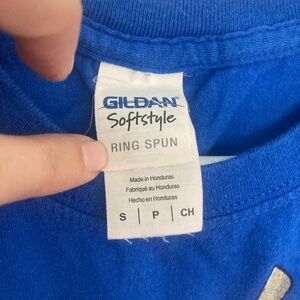 GILDAN
Softstyle
RING SPUN
Made in Honduras
Fabriqué au Honduras
Hecho en Honduras
S | P | CH